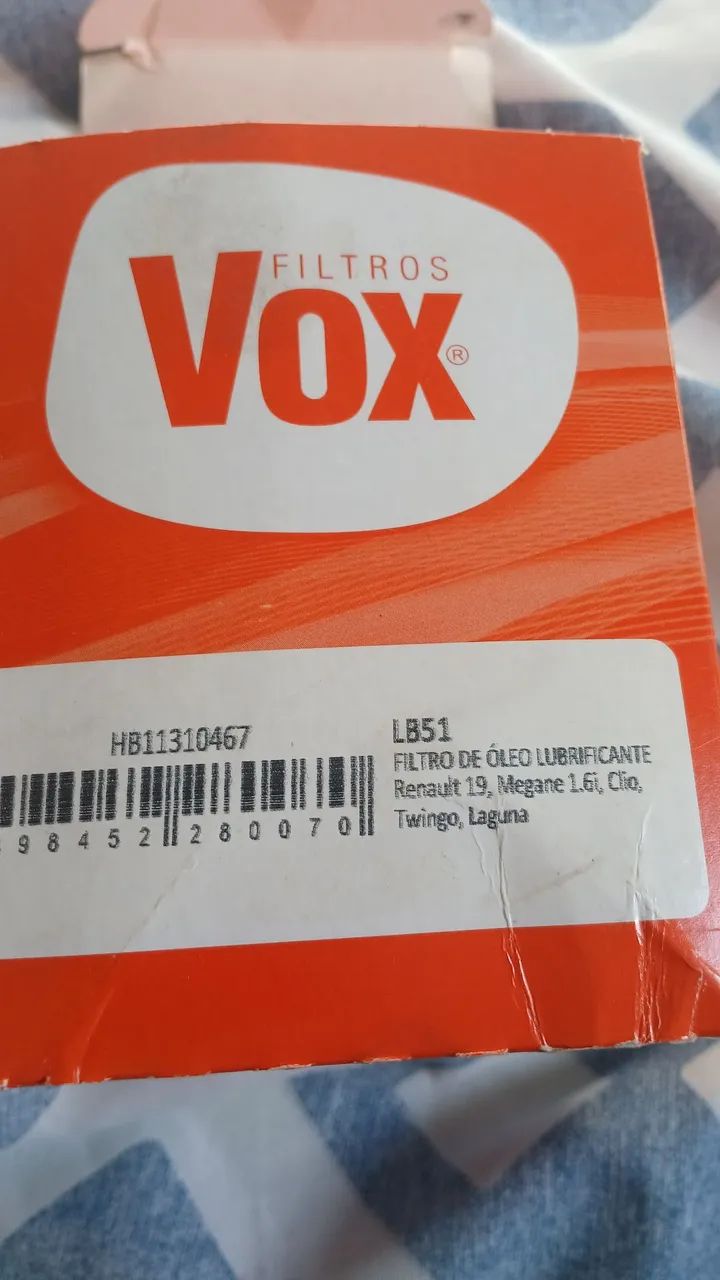 FILTROS
VOX®
HB11310467
98452 280070
LB51
FILTRO DE ÓLEO LUBRIFICANTE
Renault 19, Megane 1.6i, Clio,
Twingo, Laguna